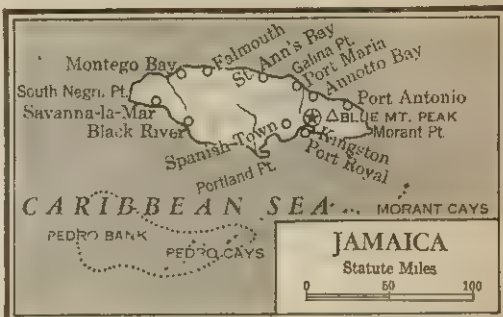 Montego Bay
Falmouth
St. Ann's Bay
Galina Pt.
Port Maria
Annotto Bay
South Negri. Pt.
Savanna-la-Mar
Black River
Port Antonio
△BLUE MT. PEAK
Morant Pt.
Spanish Town
Kingston
Port Royal
Portland Pt.
CARIBBEAN SEA
MORANT CAYS
PEDRO BANK
PEDRO CAYS
JAMAICA
Statute Miles
0 50 100